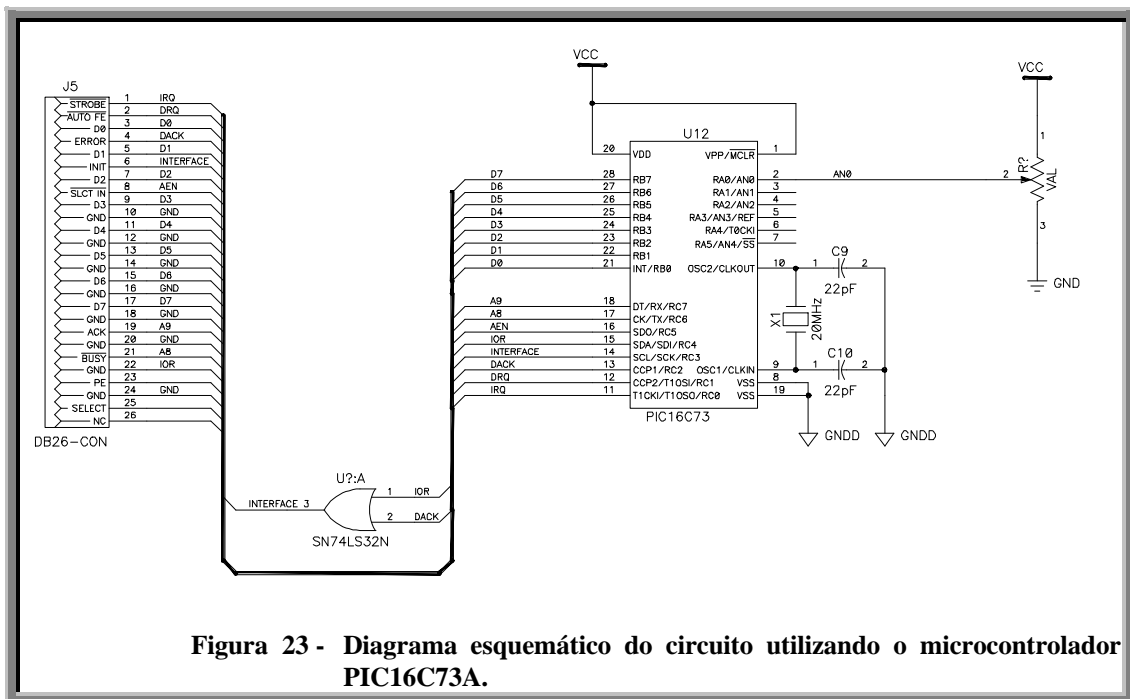 J5
STROBE 1 IRQ
AUTO FE 2 DRQ
D0 3 D0
ERROR 4 DACK
D1 5 D1
INIT 6 INTERFACE
D2 7 D2
SLCT IN 8 AEN
D3 9 D3
GND 10 GND
D4 11 D4
GND 12 GND
D5 13 D5
GND 14 GND
D6 15 D6
GND 16 GND
D7 17 D7
GND 18 GND
ACK 19 A9
GND 20 GND
BUSY 21 A8
GND 22 IOR
PE 23
GND 24 GND
SELECT 25
NC 26
DB26-CON
VCC
U12
20 VDD VPP/MCLR 1
D7 28 RB7 RA0/AN0 2 AN0
D6 27 RB6 RA1/AN1 3
D5 26 RB5 RA2/AN2 4
D4 25 RB4 RA3/AN3/REF 5
D3 24 RB3 RA4/T0CKI 6
D2 23 RB2 RA5/AN4/SS 7
D1 22 RB1
D0 21 INT/RB0 OSC2/CLKOUT 10
A9 18 DT/RX/RC7
A8 17 CK/TX/RC6
AEN 16 SDO/RC5
IOR 15 SDA/SDI/RC4
INTERFACE 14 SCL/SCK/RC3
DACK 13 CCP1/RC2 OSC1/CLKIN 9
DRQ 12 CCP2/T1OSI/RC1 VSS 8
IRQ 11 T1CKI/T1OSO/RC0 VSS 19
PIC16C73
C9
1 2
22pF
X1
20MHz
C10
1 2
22pF
GNDD GNDD
VCC
1
2 R? VAL
3
GND
U?:A
INTERFACE 3 1 IOR
2 DACK
SN74LS32N
Figura 23 - Diagrama esquemático do circuito utilizando o microcontrolador
PIC16C73A.